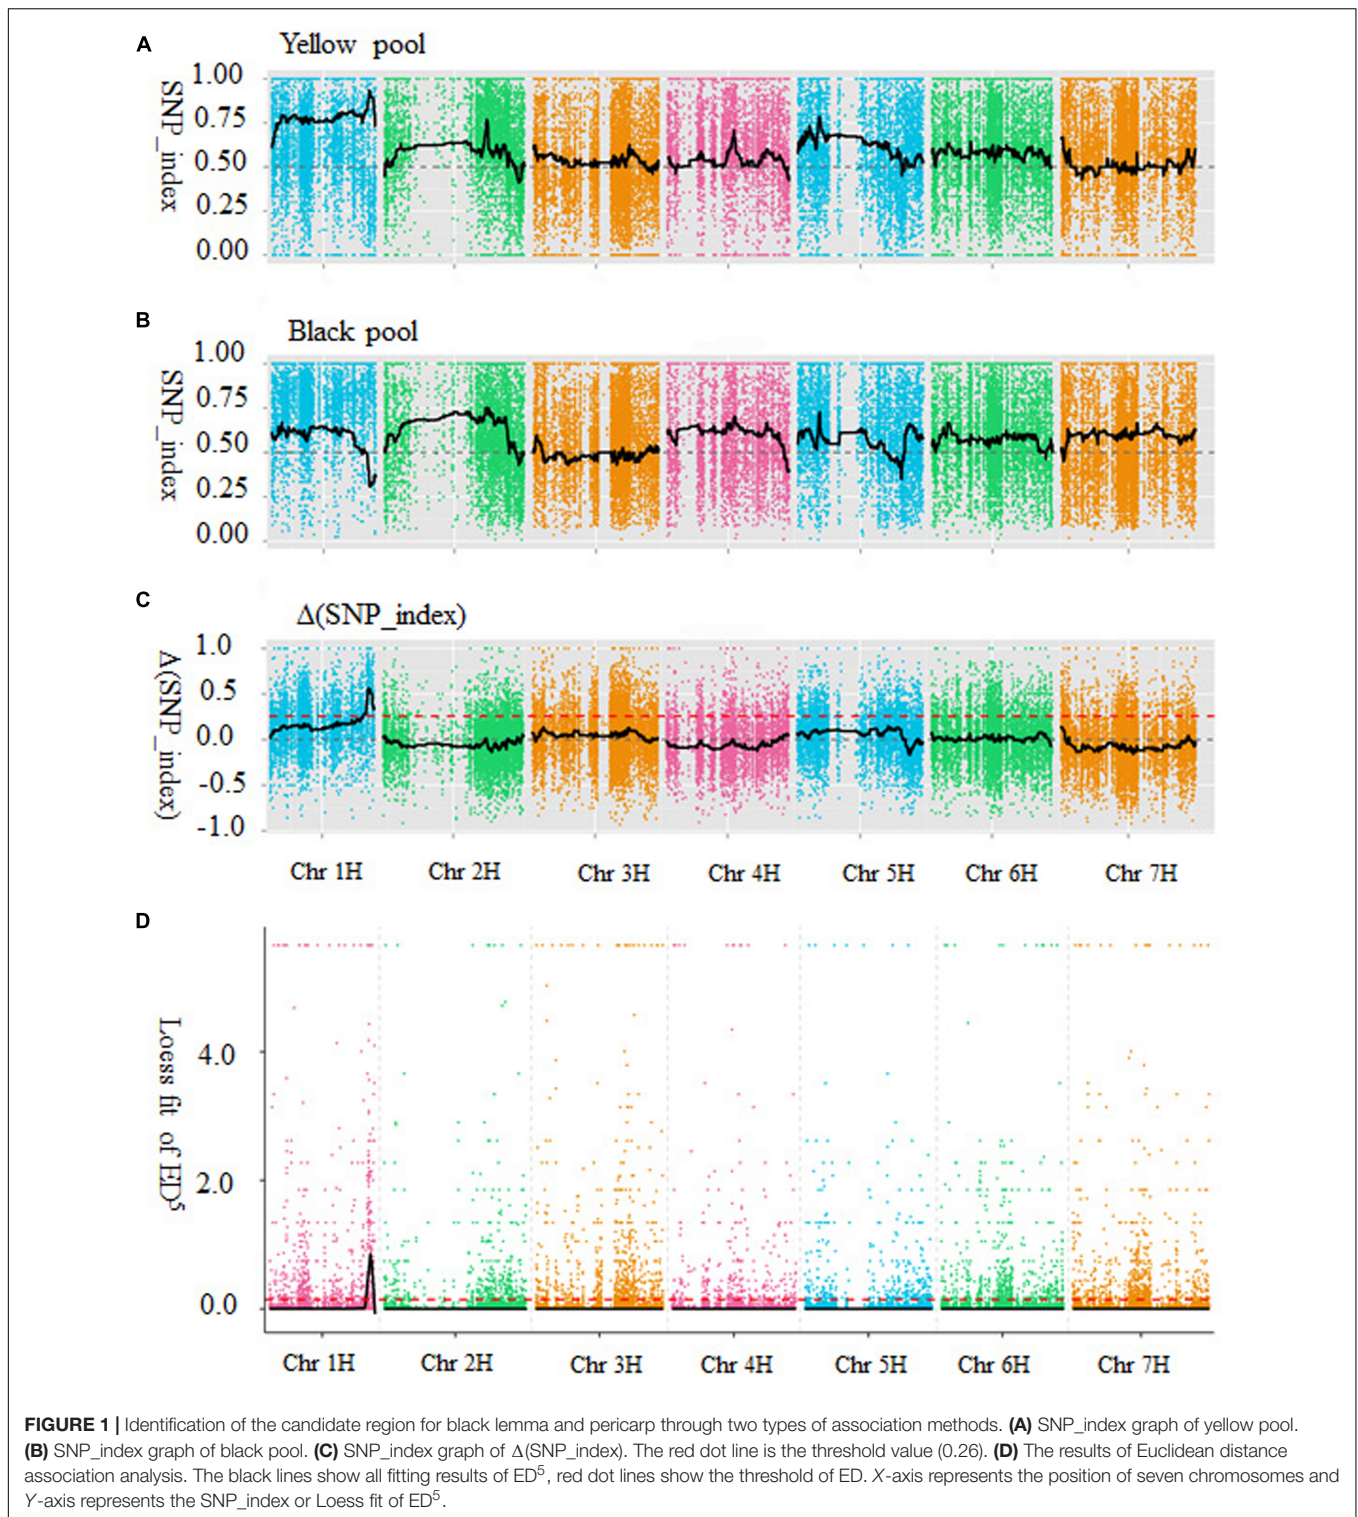 A
Yellow pool
SNP_index
1.00
0.75
0.50
0.25
0.00
B
Black pool
SNP_index
1.00
0.75
0.50
0.25
0.00
C
Δ(SNP_index)
Δ(SNP_index)
1.0
0.5
0.0
-0.5
-1.0
Chr 1H Chr 2H Chr 3H Chr 4H Chr 5H Chr 6H Chr 7H
D
Loess fit of ED⁵
4.0
2.0
0.0
Chr 1H Chr 2H Chr 3H Chr 4H Chr 5H Chr 6H Chr 7H
FIGURE 1 | Identification of the candidate region for black lemma and pericarp through two types of association methods. (A) SNP_index graph of yellow pool.
(B) SNP_index graph of black pool. (C) SNP_index graph of Δ(SNP_index). The red dot line is the threshold value (0.26). (D) The results of Euclidean distance
association analysis. The black lines show all fitting results of ED⁵, red dot lines show the threshold of ED. X-axis represents the position of seven chromosomes and
Y-axis represents the SNP_index or Loess fit of ED⁵.